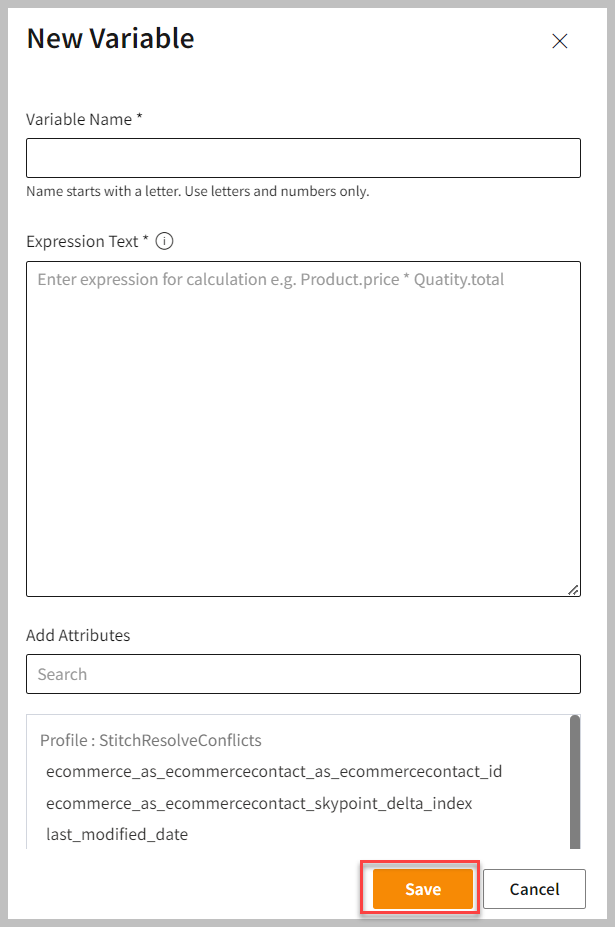 New Variable
Variable Name *
Name starts with a letter. Use letters and numbers only.
Expression Text * i
Enter expression for calculation e.g. Product.price * Quatity.total
Add Attributes
Search
Profile : StitchResolveConflicts
ecommerce_as_ecommercecontact_as_ecommercecontact_id
ecommerce_as_ecommercecontact_skypoint_delta_index
last_modified_date
Save Cancel